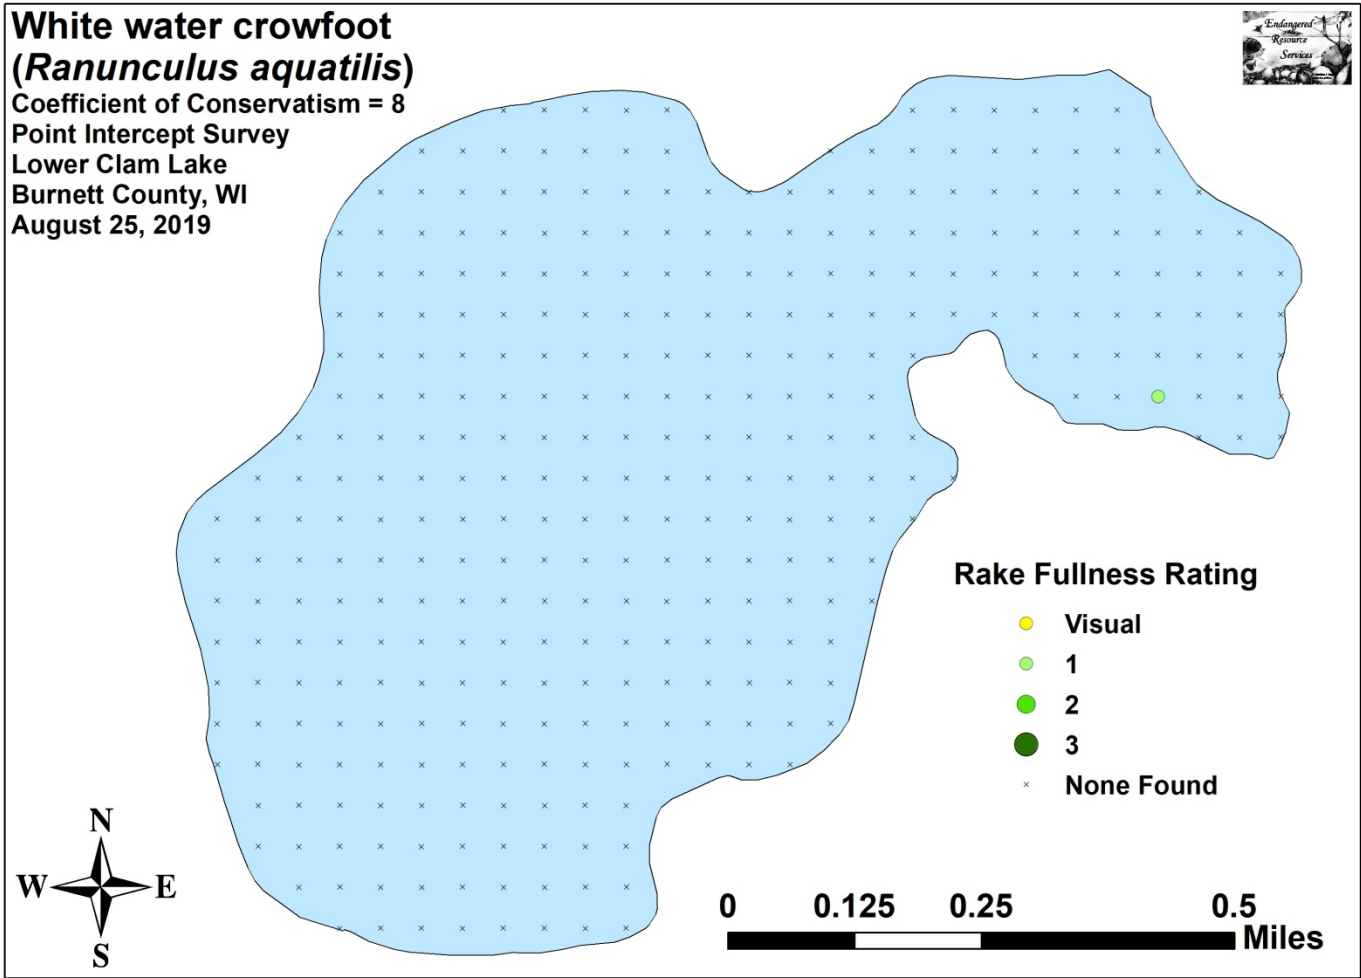 White water crowfoot
(Ranunculus aquatilis)
Coefficient of Conservatism = 8
Point Intercept Survey
Lower Clam Lake
Burnett County, WI
August 25, 2019
Endangered
Resource
Services
Rake Fullness Rating
Visual
1
2
3
None Found
N
W E
S
0 0.125 0.25 0.5
Miles